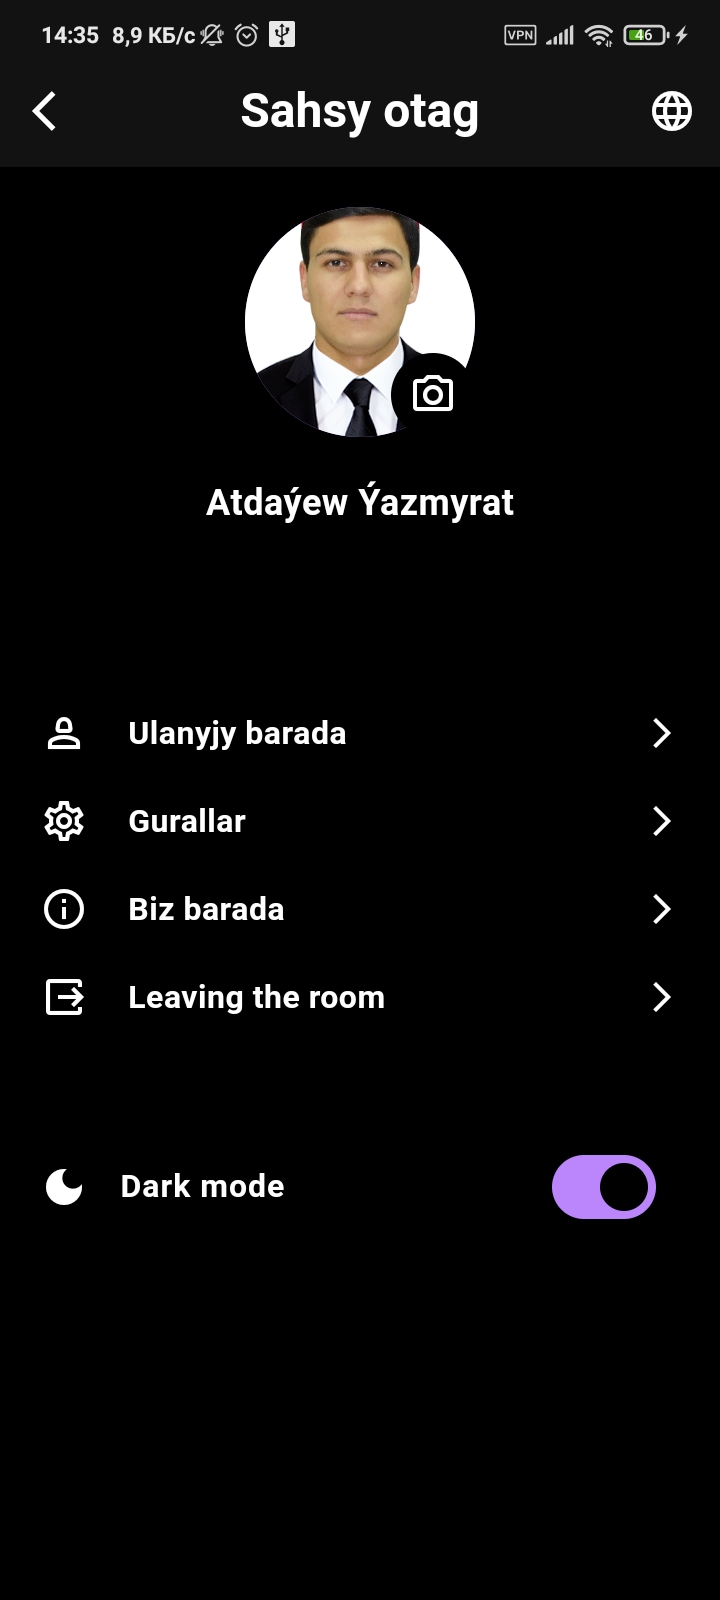 14:35 8,9 КБ/с VPN 46
Sahsy otag
Atdaýew Ýazmyrat
Ulanyjy barada
Gurallar
Biz barada
Leaving the room
Dark mode